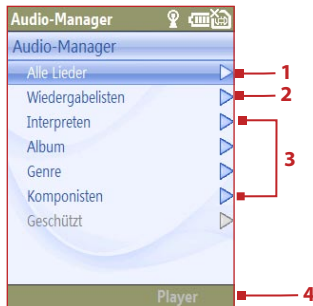 Audio-Manager
Audio-Manager
Alle Lieder
1
Wiedergabelisten
2
Interpreten
Album
3
Genre
Komponisten
Geschützt
Player
4